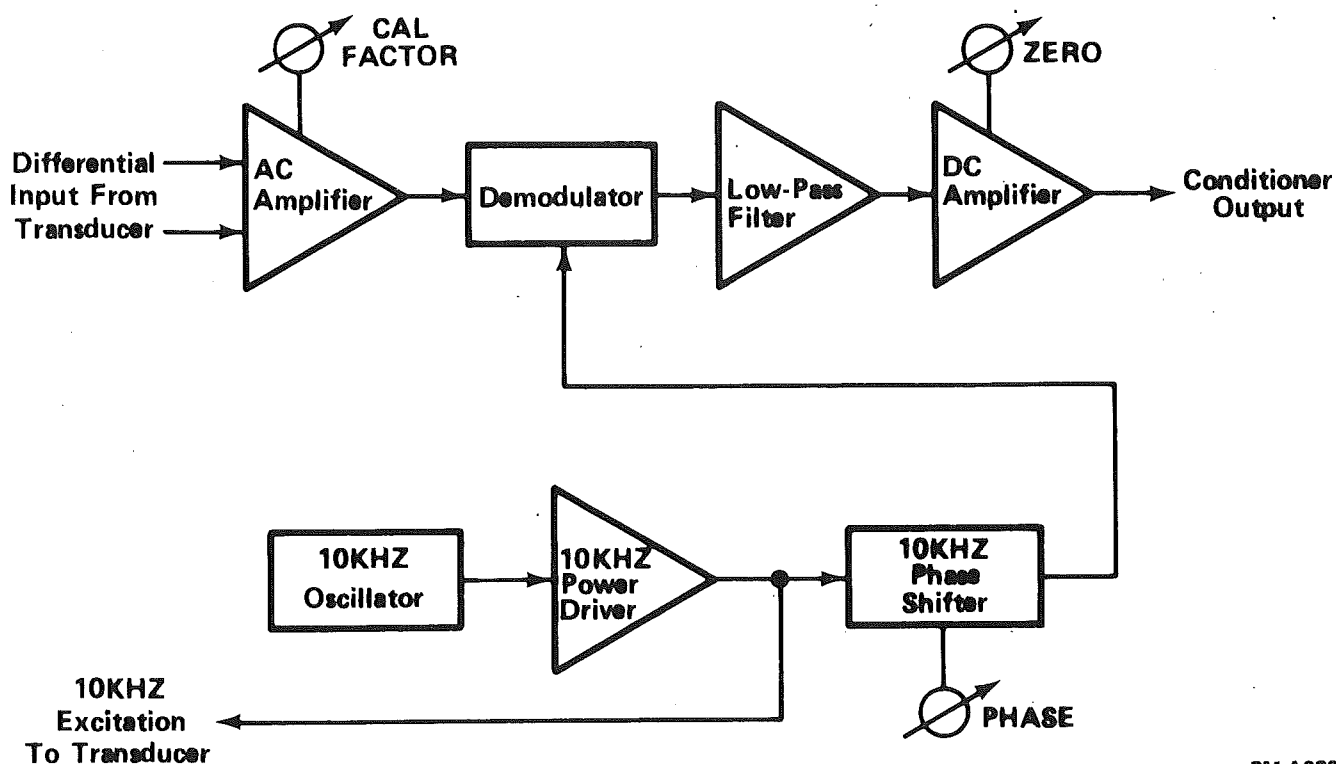 CAL
FACTOR
ZERO
Differential
Input From
Transducer
AC
Amplifier
Demodulator
Low-Pass
Filter
DC
Amplifier
Conditioner
Output
10KHZ
Oscillator
10KHZ
Power
Driver
10KHZ
Phase
Shifter
PHASE
10KHZ
Excitation
To Transducer